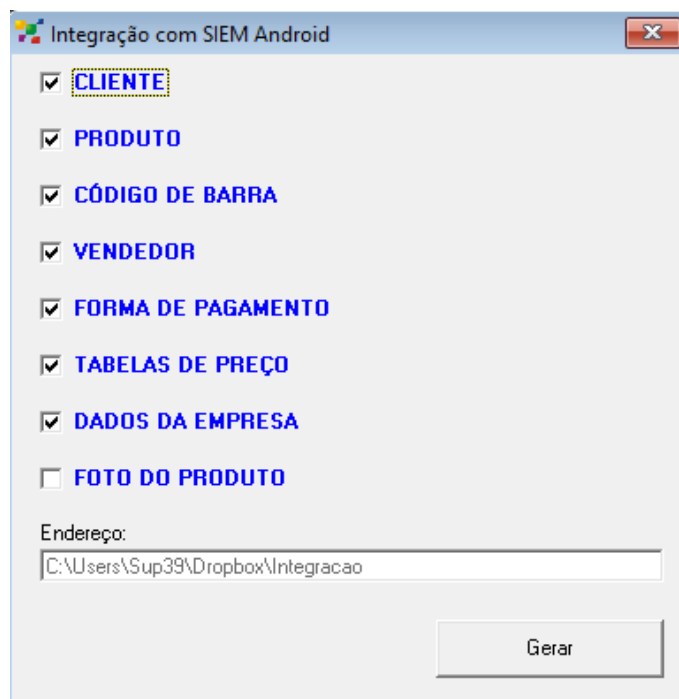 Integração com SIEM Android
CLIENTE
PRODUTO
CÓDIGO DE BARRA
VENDEDOR
FORMA DE PAGAMENTO
TABELAS DE PREÇO
DADOS DA EMPRESA
FOTO DO PRODUTO
Endereço:
C:\Users\Sup39\Dropbox\Integracao
Gerar